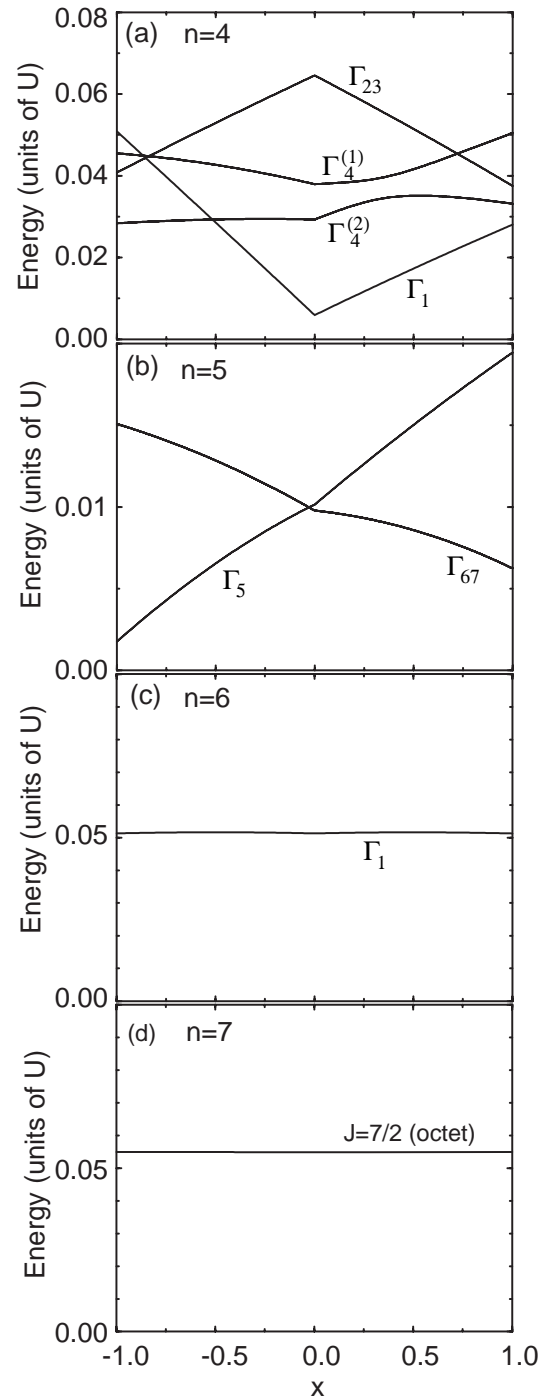 (a) n=4
0.08
0.06
0.04
0.02
0.00
Energy (units of U)
Γ23
Γ4(1)
Γ4(2)
Γ1
(b) n=5
0.01
0.00
Energy (units of U)
Γ5
Γ67
(c) n=6
0.05
0.00
Energy (units of U)
Γ1
(d) n=7
0.05
0.00
Energy (units of U)
J=7/2 (octet)
-1.0 -0.5 0.0 0.5 1.0
x